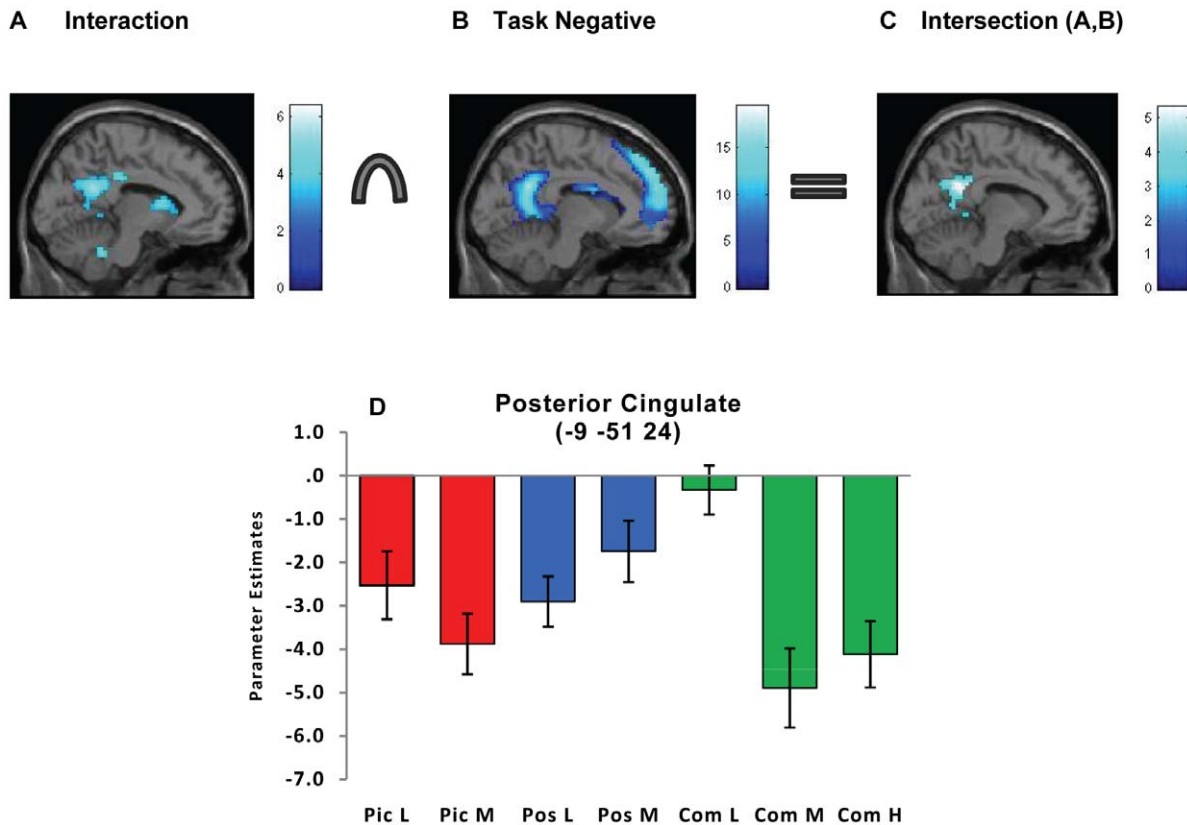 A Interaction
B Task Negative
C Intersection (A,B)
6
4
2
0
15
10
5
0
5
4
3
2
1
0
D
Posterior Cingulate
(-9 -51 24)
Parameter Estimates
1.0
.0
-1.0
-2.0
-3.0
-4.0
-5.0
-6.0
-7.0
Pic L Pic M Pos L Pos M Com L Com M Com H